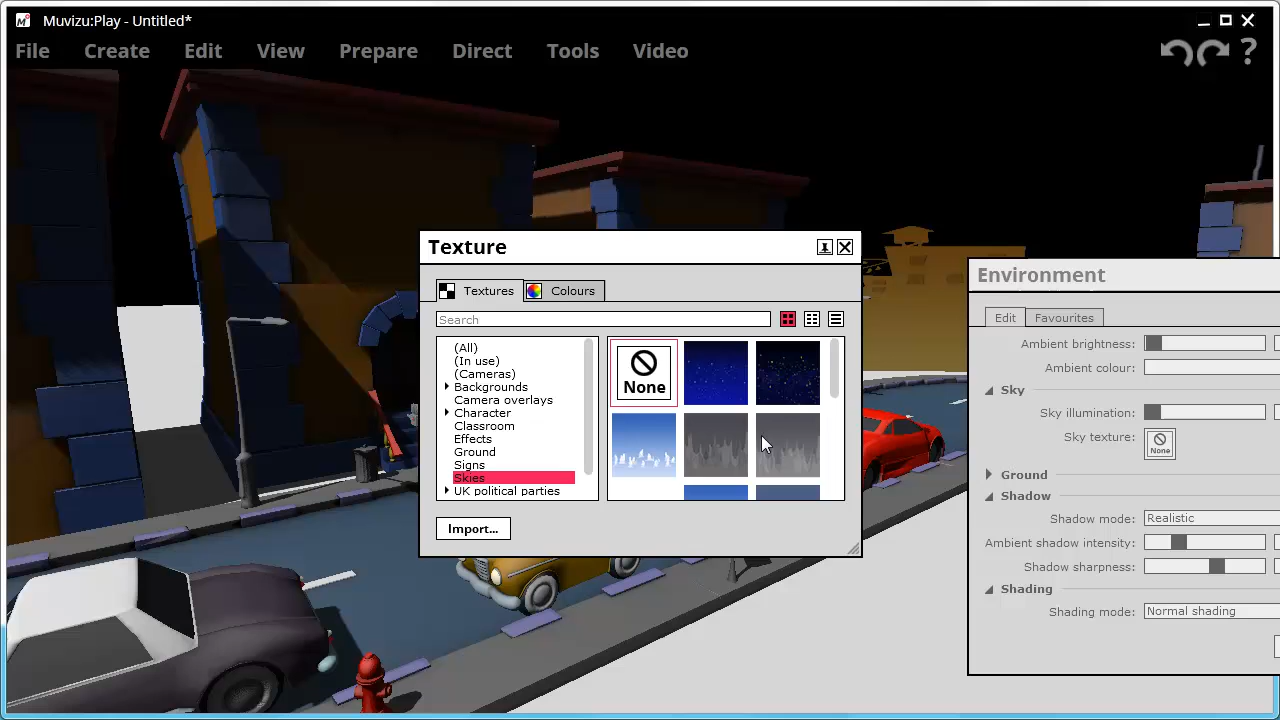 Muvizu:Play - Untitled*
File Create Edit View Prepare Direct Tools Video ?
Texture
Textures Colours
Search
(All)
(In use)
(Cameras)
Backgrounds
Camera overlays
Character
Classroom
Effects
Ground
Signs
Skies
UK political parties
None
Import...
Environment
Edit Favourites
Ambient brightness:
Ambient colour:
Sky
Sky illumination:
Sky texture:
None
Ground
Shadow
Shadow mode: Realistic
Ambient shadow intensity:
Shadow sharpness:
Shading
Shading mode: Normal shading